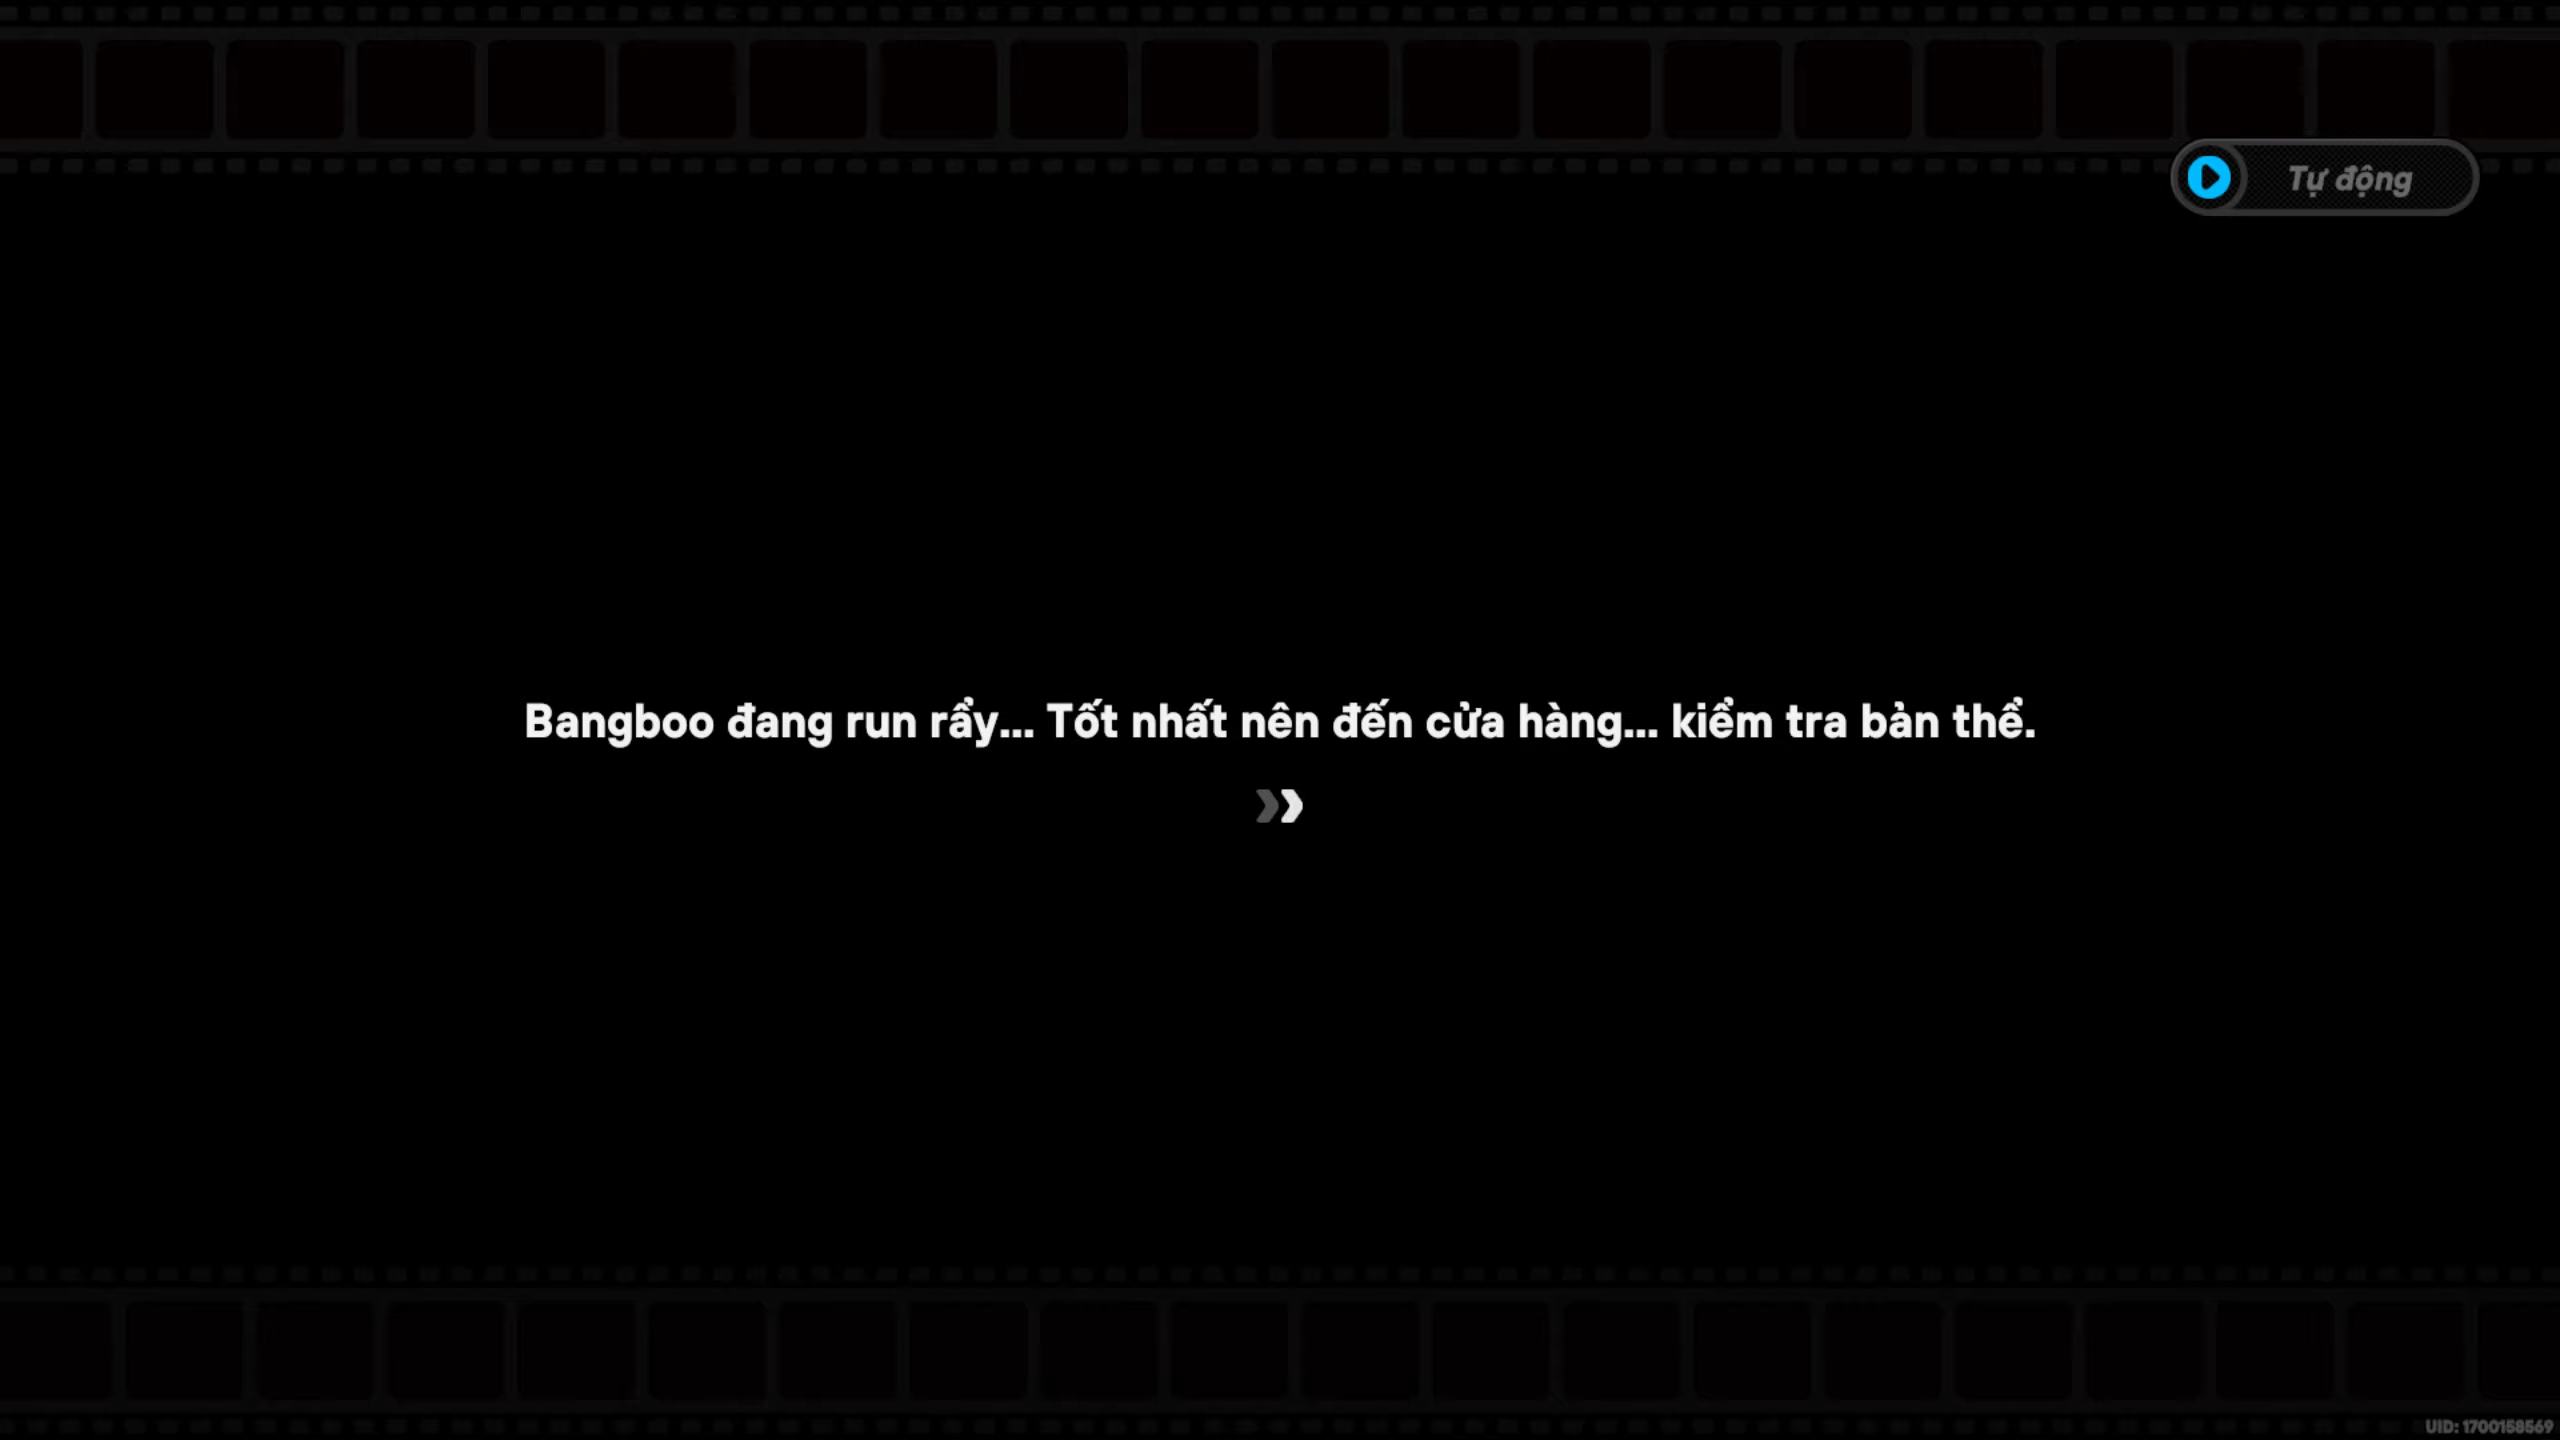 Tự động
Bangboo đang run rẩy... Tốt nhất nên đến cửa hàng... kiểm tra bản thể.
UID: 1700158569